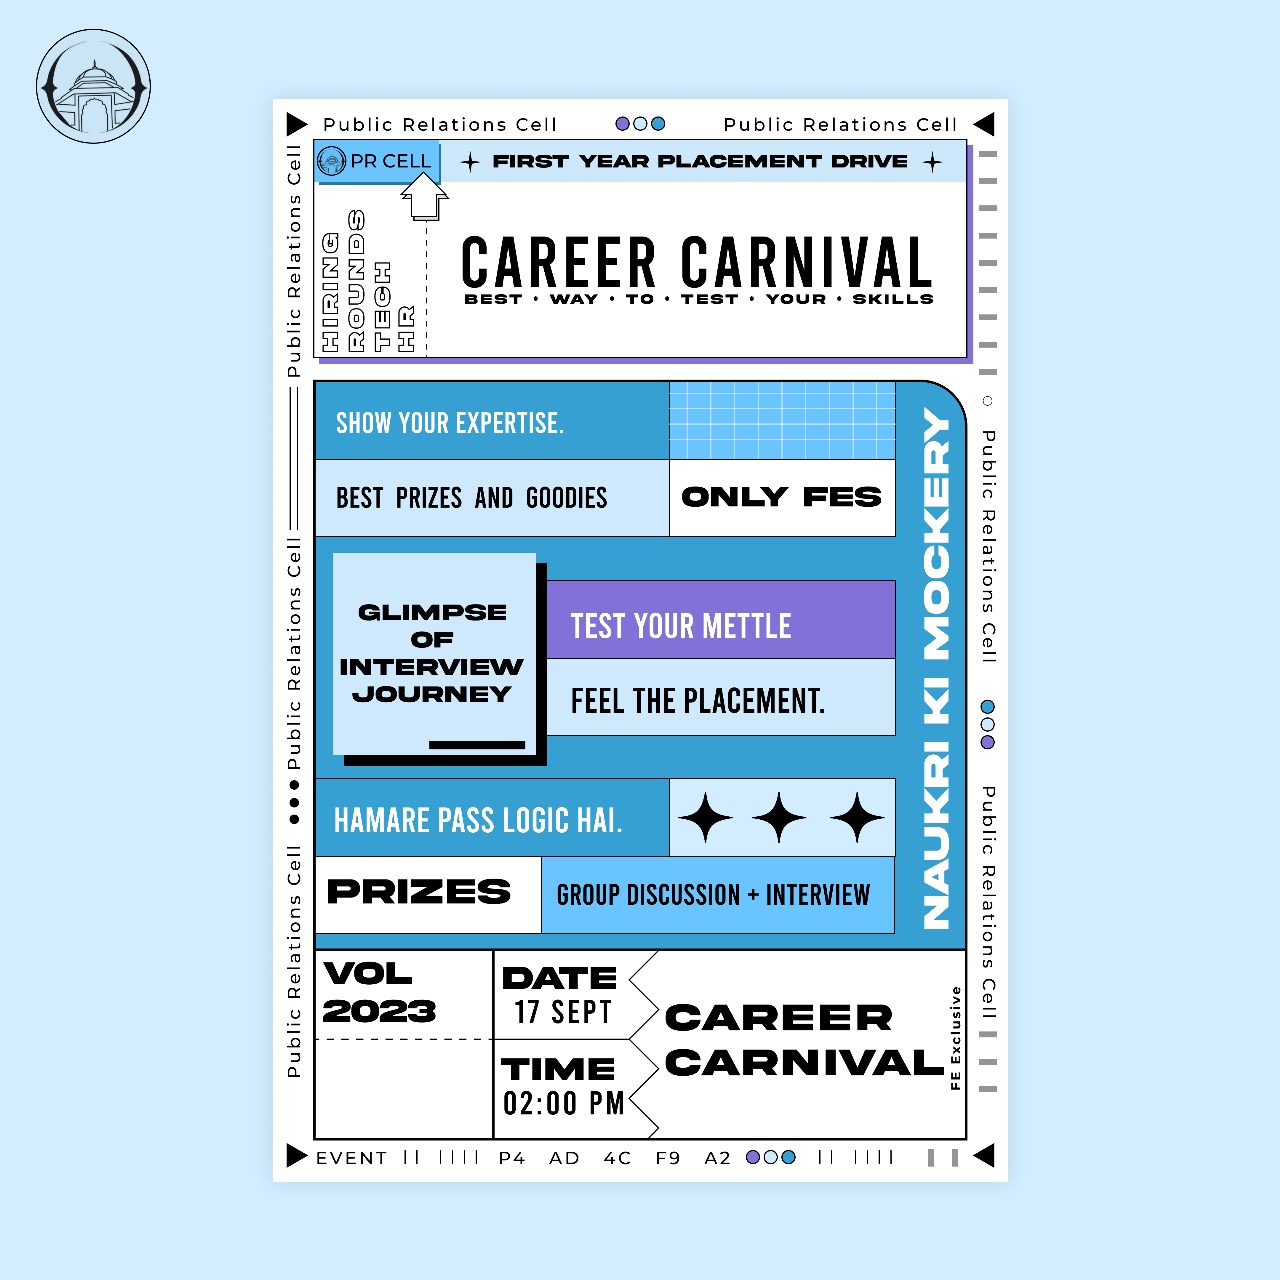 Public Relations Cell
Public Relations Cell
PR CELL
FIRST YEAR PLACEMENT DRIVE
HIRING
ROUNDS
TECH
HR
CAREER CARNIVAL
BEST • WAY • TO • TEST • YOUR • SKILLS
Public Relations Cell
Public Relations Cell
Public Relations Cell
SHOW YOUR EXPERTISE.
BEST PRIZES AND GOODIES
ONLY FES
GLIMPSE
OF
INTERVIEW
JOURNEY
TEST YOUR METTLE
FEEL THE PLACEMENT.
HAMARE PASS LOGIC HAI.
PRIZES
GROUP DISCUSSION + INTERVIEW
NAUKRI KI MOCKERY
Public Relations Cell
Public Relations Cell
VOL
2023
DATE
17 SEPT
TIME
02:00 PM
CAREER
CARNIVAL
FE Exclusive
EVENT || |||| P4 AD 4C F9 A2 || ||||